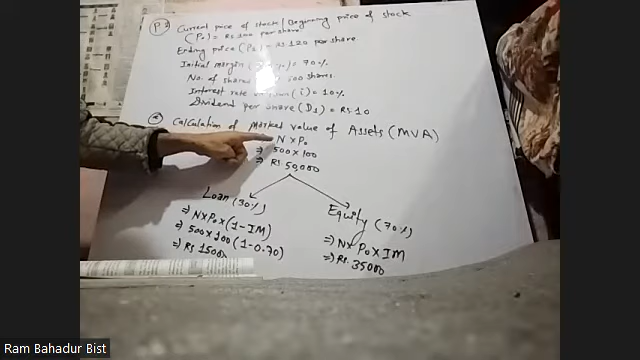 P.2 Current price of stock/Beginning price of stock
(P₀) = Rs 100 per share
Ending price (P₁) = Rs 120 per share
Initial margin = 70%
No. of shares 500 shares
Interest rate (i) = 10%
Dividend per share (D₁) = Rs. 10
Calculation of Market value of Assets (MVA)
N × P₀
⇒ 500 × 100
⇒ Rs. 50,000
Loan (30%)
⇒ N × P₀ × (1 - IM)
⇒ 500 × 100 (1 - 0.70)
⇒ Rs 15000
Equity (70%)
⇒ N × P₀ × IM
⇒ Rs. 35000
Ram Bahadur Bist